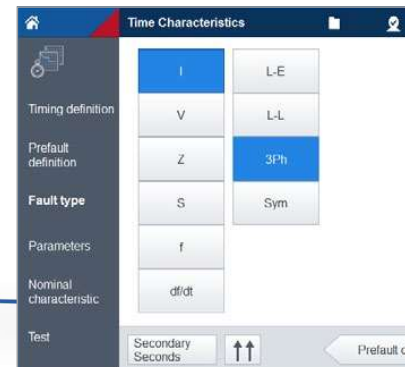 Time Characteristics
Timing definition
Prefault
definition
Fault type
Parameters
Nominal
characteristic
Test
I
L-E
V
L-L
Z
3Ph
S
Sym
f
df/dt
Secondary
Seconds
Prefault